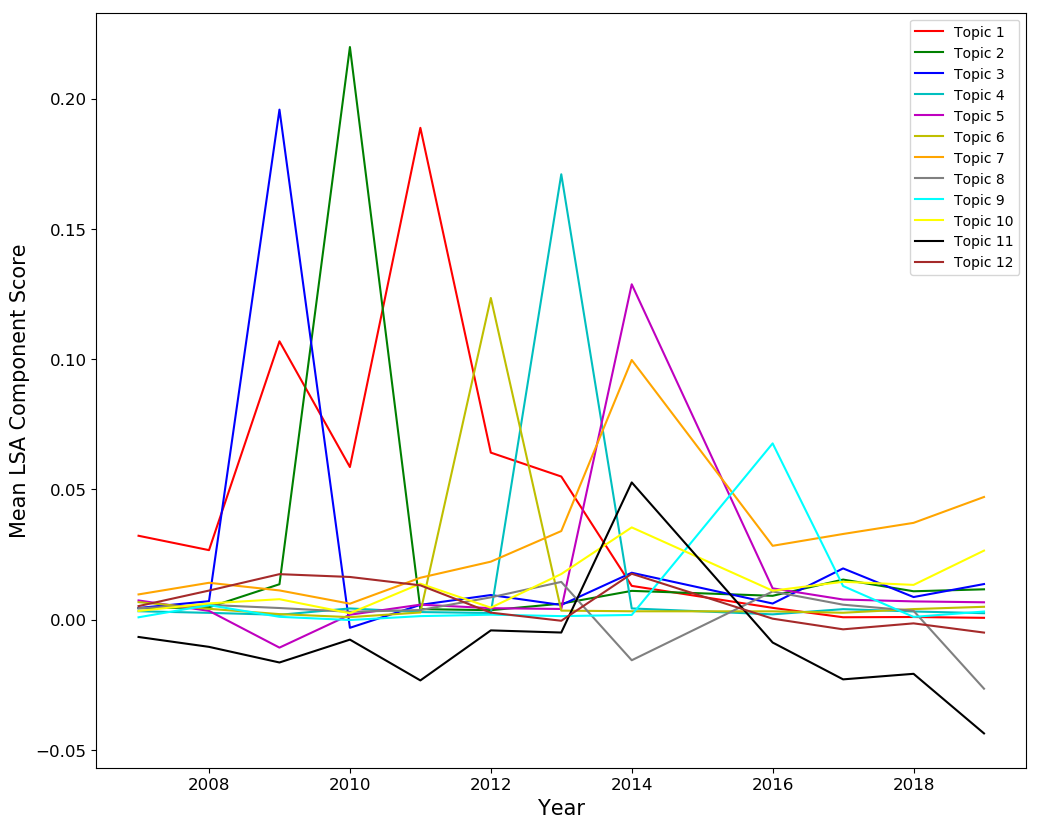 Topic 1
Topic 2
Topic 3
Topic 4
Topic 5
Topic 6
Topic 7
Topic 8
Topic 9
Topic 10
Topic 11
Topic 12
Mean LSA Component Score
0.20
0.15
0.10
0.05
0.00
−0.05
2008 2010 2012 2014 2016 2018
Year